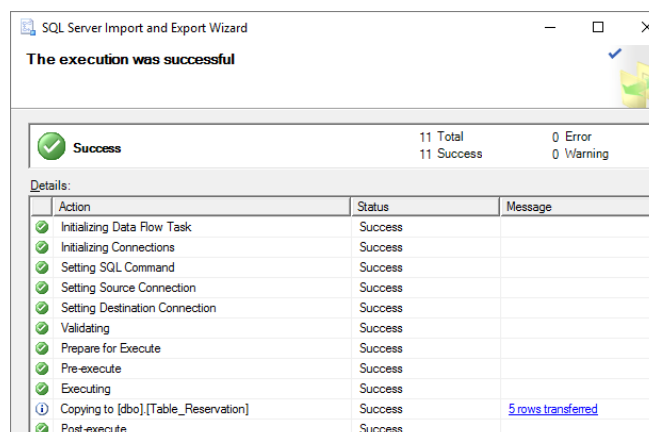 SQL Server Import and Export Wizard
The execution was successful
Success
11 Total 0 Error
11 Success 0 Warning
Details:
Action Status Message
Initializing Data Flow Task Success
Initializing Connections Success
Setting SQL Command Success
Setting Source Connection Success
Setting Destination Connection Success
Validating Success
Prepare for Execute Success
Pre-execute Success
Executing Success
Copying to [dbo].[Table_Reservation] Success 5 rows transferred
Post-execute Success